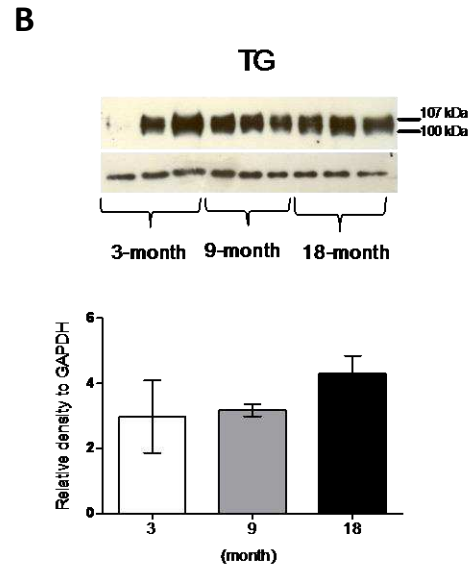 B
TG
107 kDa
100 kDa
3-month 9-month 18-month
Relative density to GAPDH
6
4
2
0
3 9 18
(month)